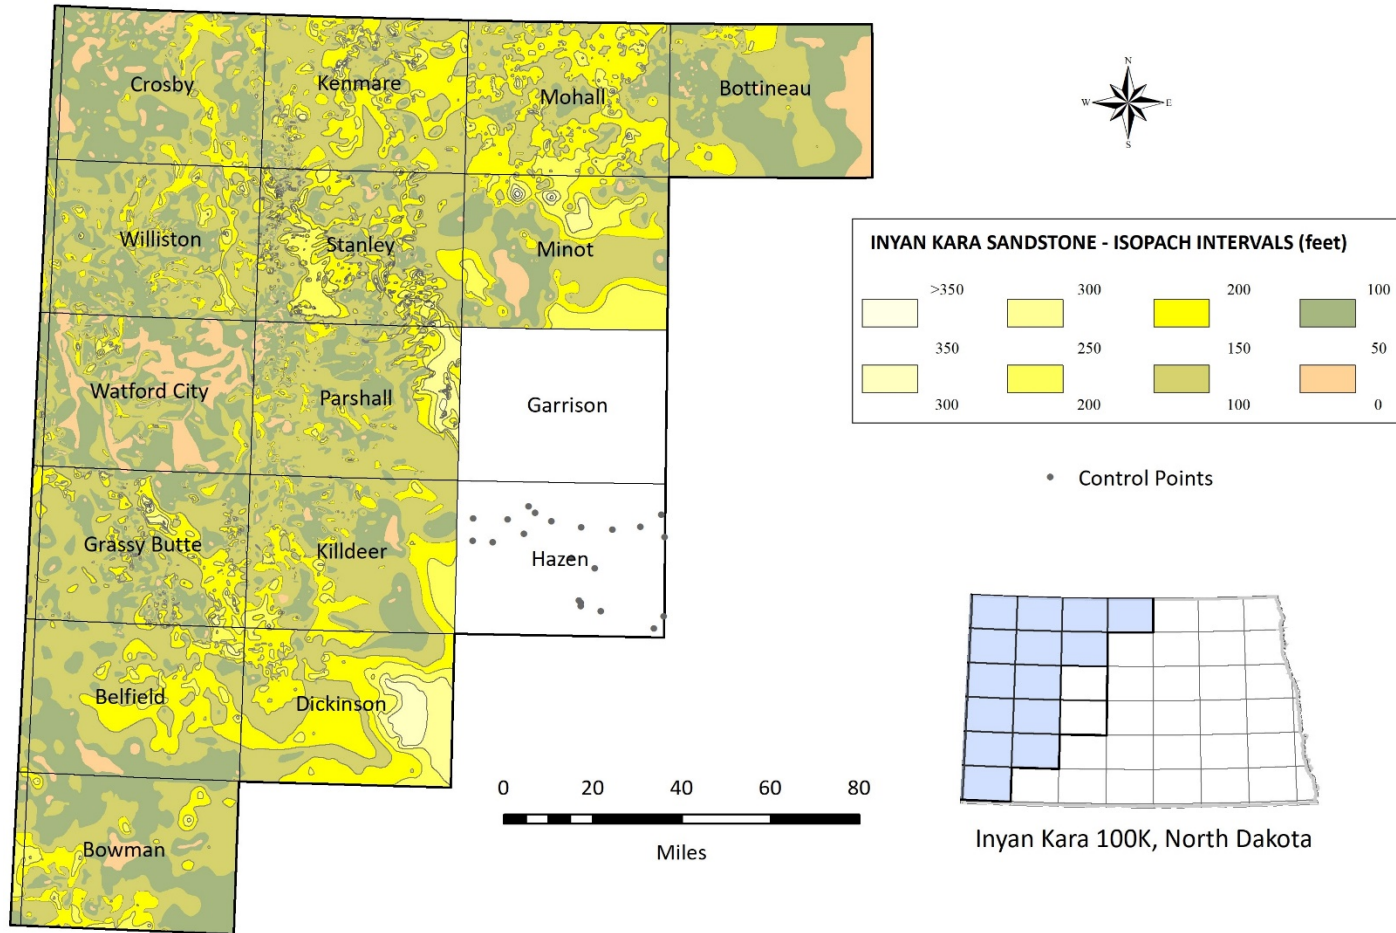 Crosby
Kenmare
Mohall
Bottineau
N
W
E
S
Williston
Stanley
Minot
INYAN KARA SANDSTONE - ISOPACH INTERVALS (feet)
>350 300 200 100
350 250 150 50
300 200 100 0
Watford City
Parshall
Garrison
Control Points
Grassy Butte
Killdeer
Hazen
Belfield
Dickinson
0 20 40 60 80
Miles
Bowman
Inyan Kara 100K, North Dakota